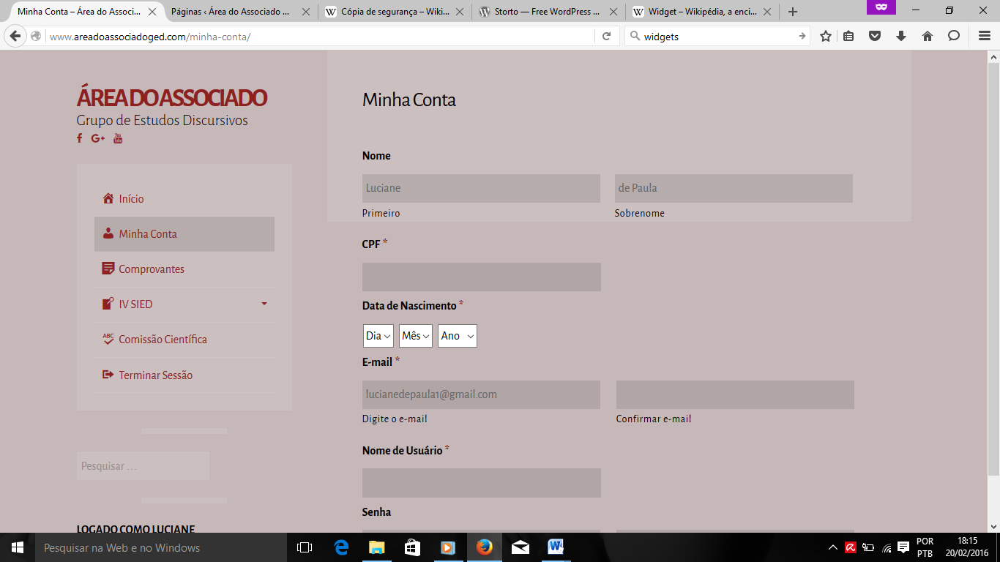 Minha Conta – Área do Associ...
Páginas ‹ Área do Associado ...
Cópia de segurança – Wiki...
Storto — Free WordPress ...
Widget – Wikipédia, a enci...
www.areadoassociadoged.com/minha-conta/
widgets
ÁREA DO ASSOCIADO
Grupo de Estudos Discursivos
Início
Minha Conta
Comprovantes
IV SIED
Comissão Científica
Terminar Sessão
Pesquisar ...
LOGADO COMO LUCIANE
Minha Conta
Nome
Luciane de Paula
Primeiro Sobrenome
CPF *
Data de Nascimento *
Dia Mês Ano
E-mail *
lucianedepaula1@gmail.com
Digite o e-mail Confirmar e-mail
Nome de Usuário *
Senha
Pesquisar na Web e no Windows
POR 18:15
PTB 20/02/2016